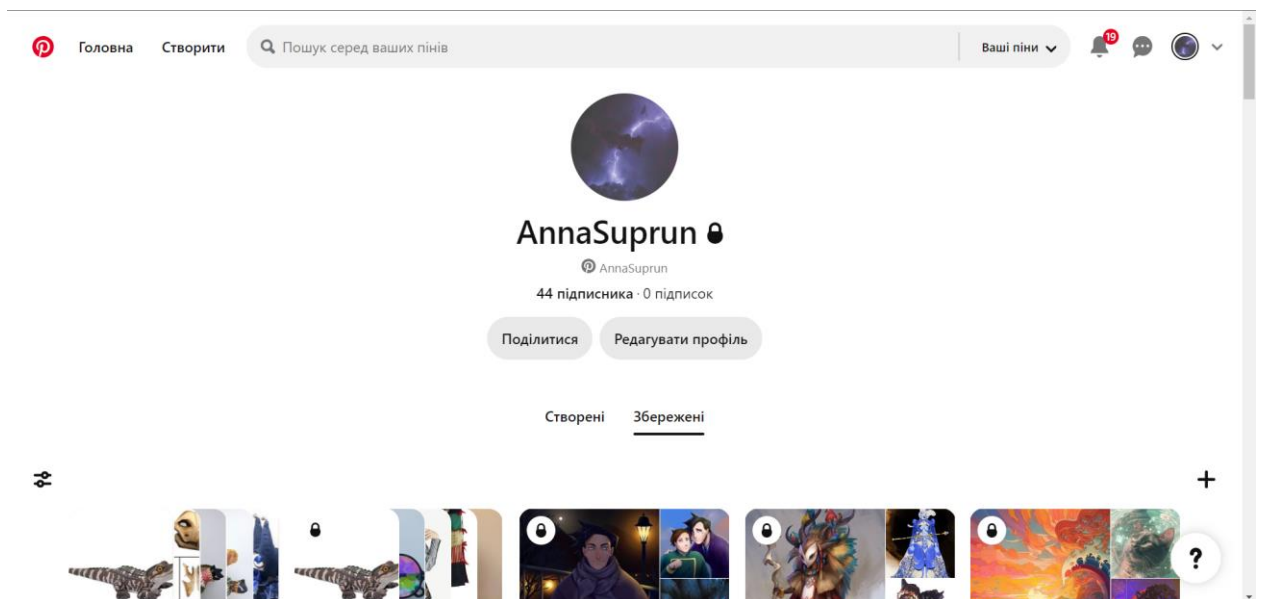 Головна Створити Пошук серед ваших пінів Ваші піни 19
AnnaSuprun
AnnaSuprun
44 підписника · 0 підписок
Поділитися Редагувати профіль
Створені Збережені
?